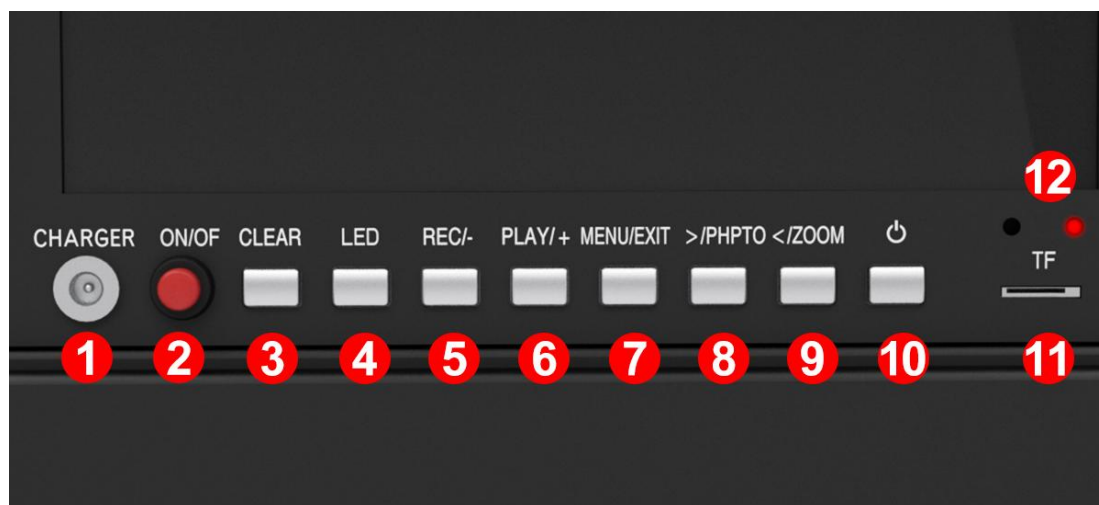 12
CHARGER ON/OF CLEAR LED REC/- PLAY/+ MENU/EXIT >/PHPTO </ZOOM
TF
1 2 3 4 5 6 7 8 9 10 11